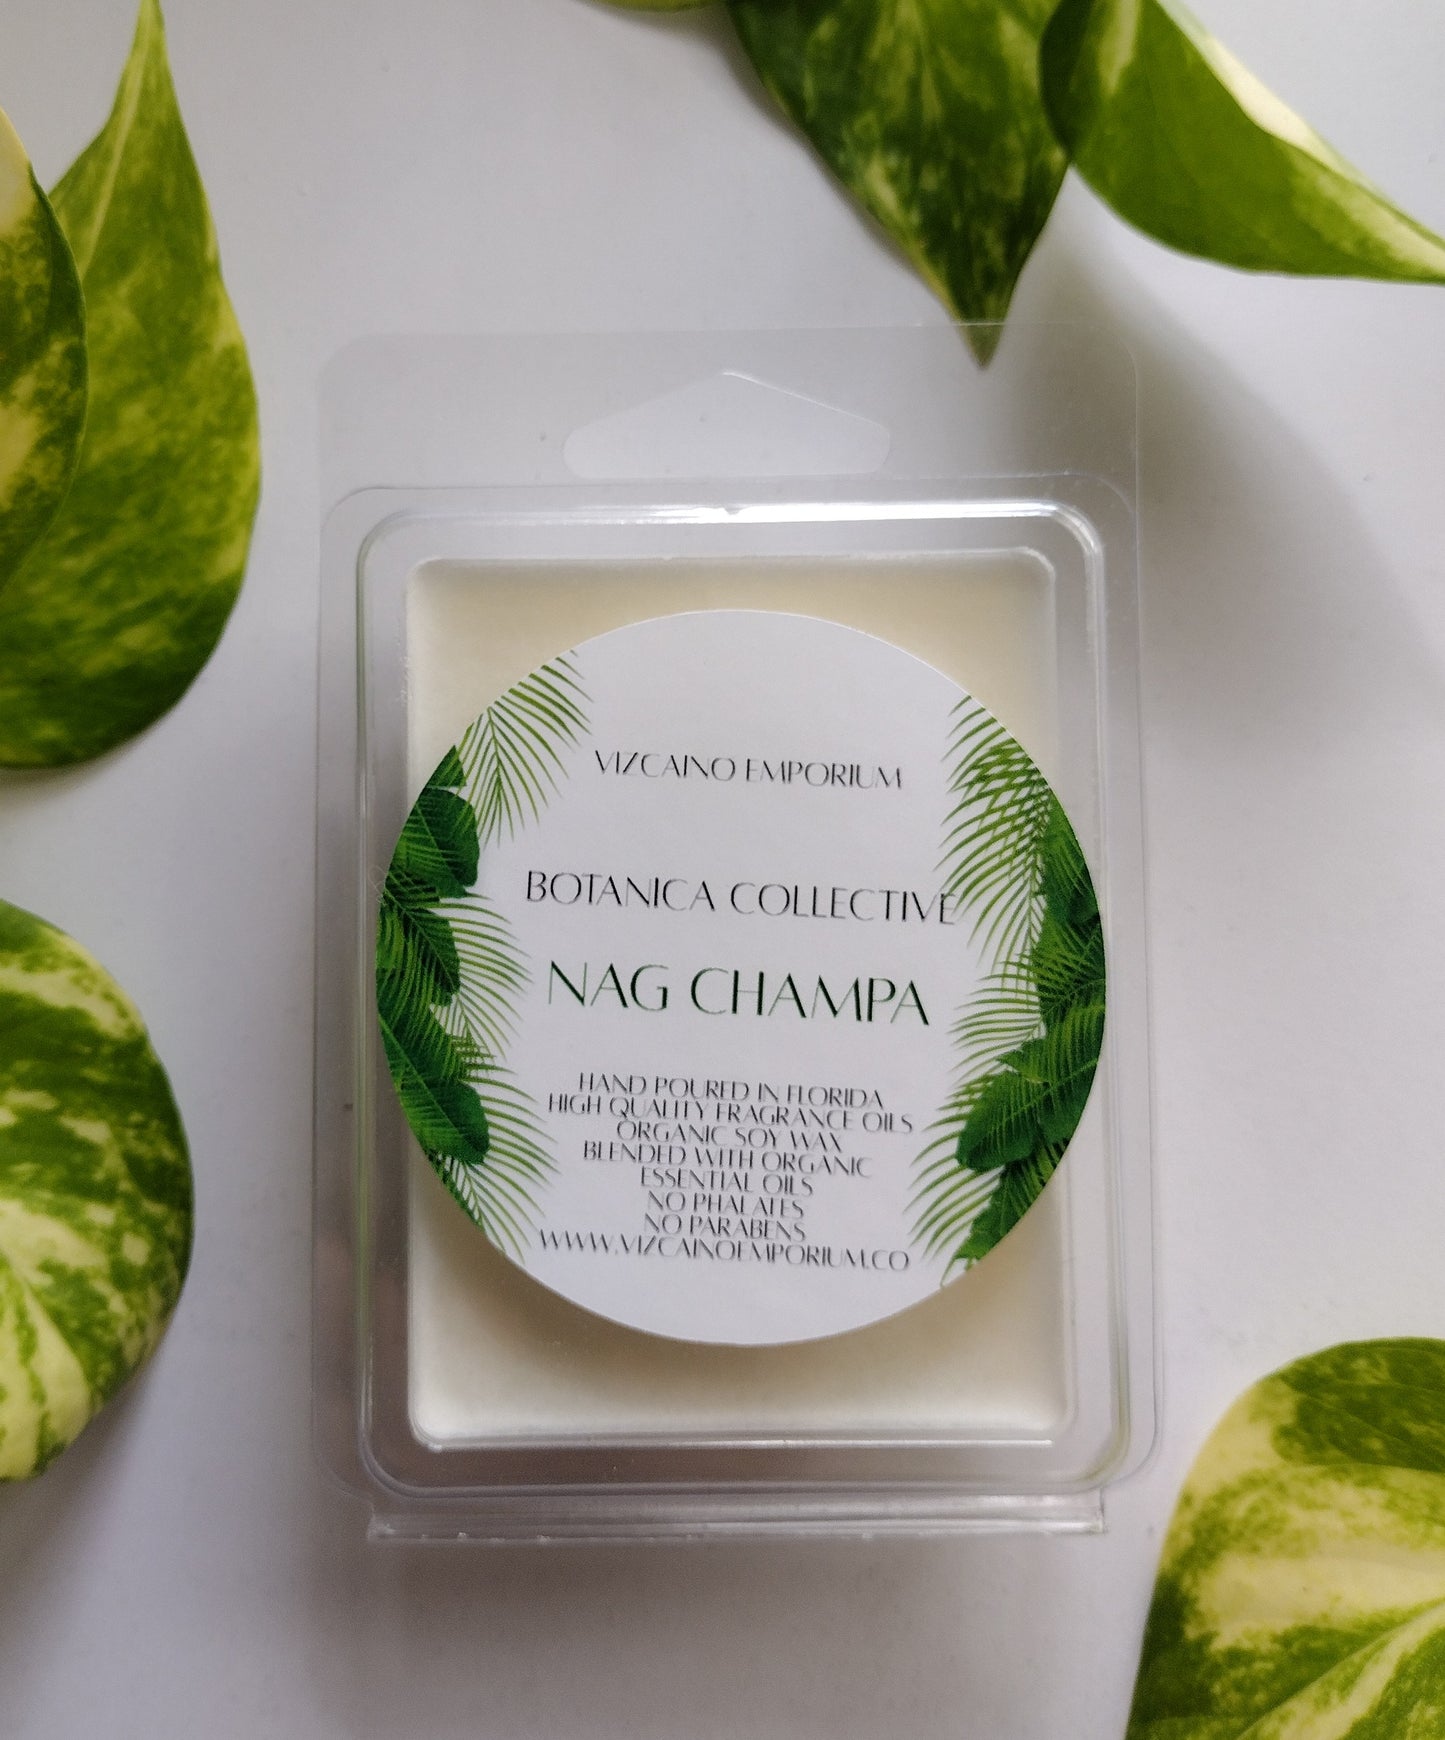 VIZCAINO EMPORIUM
BOTANICA COLLECTIVE
NAG CHAMPA
HAND POURED IN FLORIDA
HIGH QUALITY FRAGRANCE OILS
ORGANIC SOY WAX
BLENDED WITH ORGANIC
ESSENTIAL OILS
NO PHALATES
NO PARABENS
WWW.VIZCAINOEMPORIUM.CO